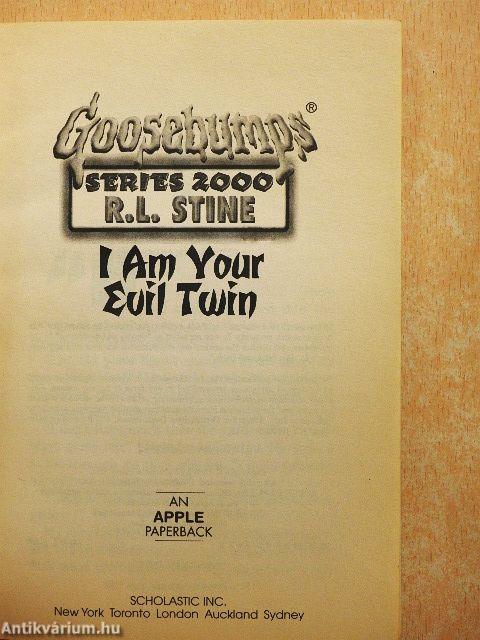 Goosebumps®
SERIES 2000
R.L. STINE
I Am Your
Evil Twin
AN
APPLE
PAPERBACK
SCHOLASTIC INC.
New York Toronto London Auckland Sydney
Antikvárium.hu